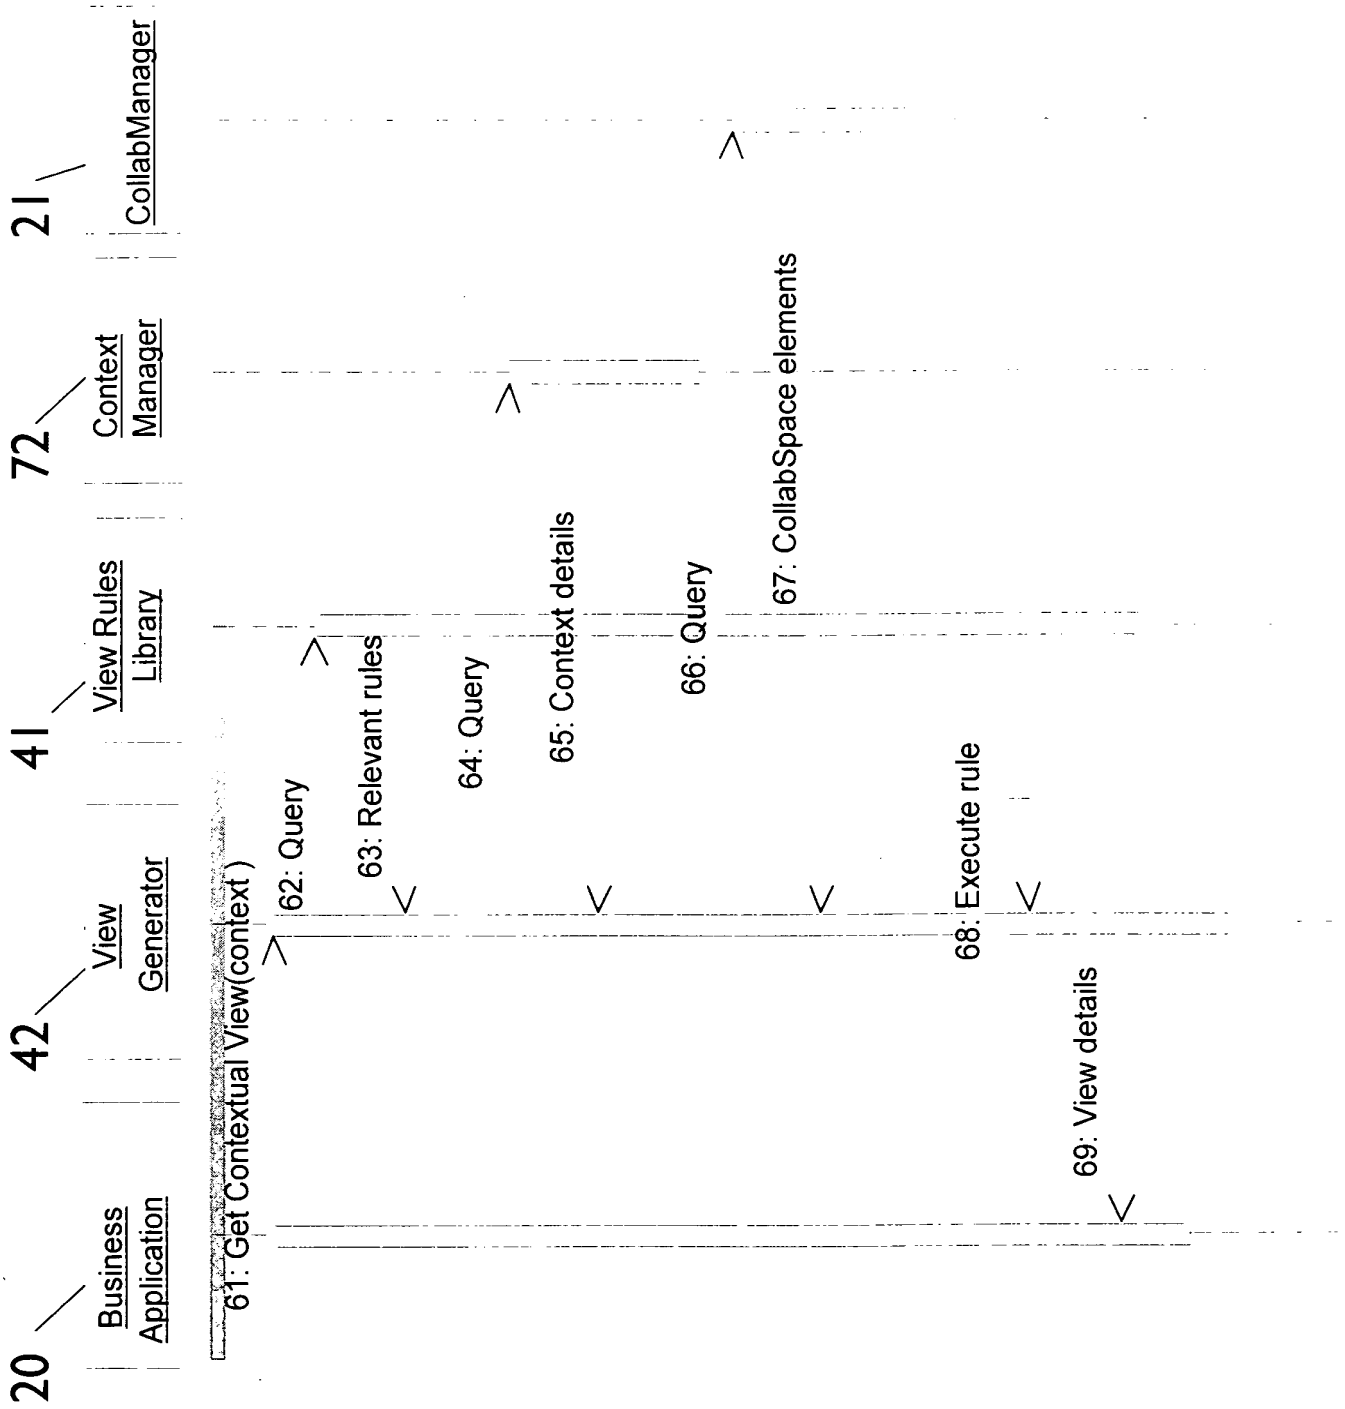 20
Business
Application
42
View
Generator
41
View Rules
Library
72
Context
Manager
21
CollabManager
61: Get Contextual View(context )
62: Query
63: Relevant rules
64: Query
65: Context details
66: Query
67: CollabSpace elements
68: Execute rule
69: View details